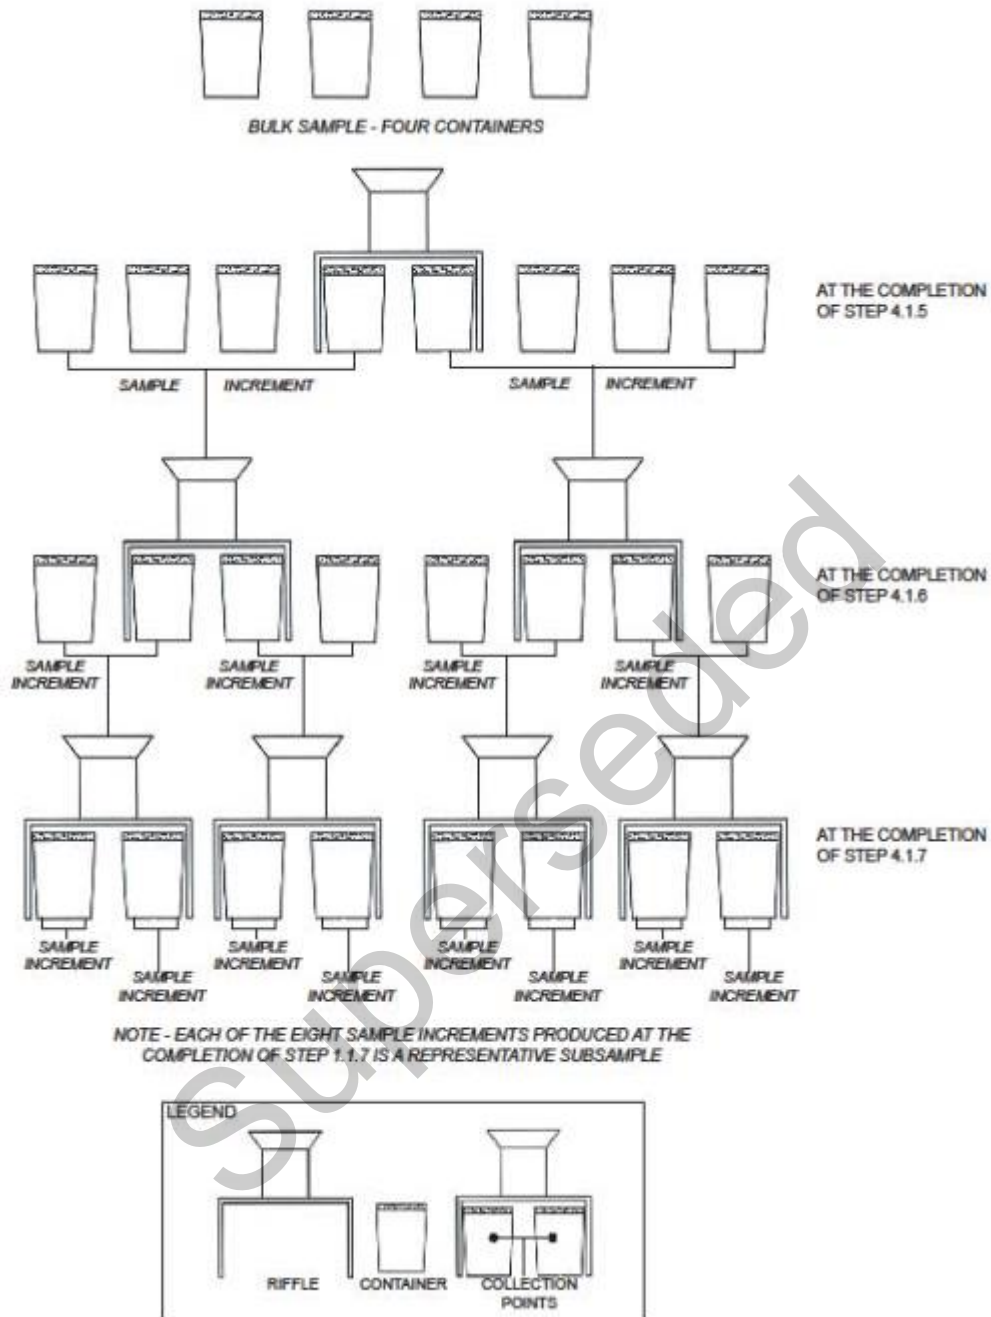 BULK SAMPLE - FOUR CONTAINERS
AT THE COMPLETION
OF STEP 4.1.5
SAMPLE INCREMENT
SAMPLE INCREMENT
AT THE COMPLETION
OF STEP 4.1.6
SAMPLE
INCREMENT
SAMPLE
INCREMENT
SAMPLE
INCREMENT
SAMPLE
INCREMENT
AT THE COMPLETION
OF STEP 4.1.7
SAMPLE
INCREMENT
SAMPLE
INCREMENT
SAMPLE
INCREMENT
SAMPLE
INCREMENT
SAMPLE
INCREMENT
SAMPLE
INCREMENT
SAMPLE
INCREMENT
SAMPLE
INCREMENT
NOTE - EACH OF THE EIGHT SAMPLE INCREMENTS PRODUCED AT THE
COMPLETION OF STEP 1.1.7 IS A REPRESENTATIVE SUBSAMPLE
LEGEND
RIFFLE
CONTAINER
COLLECTION
POINTS
Superseded